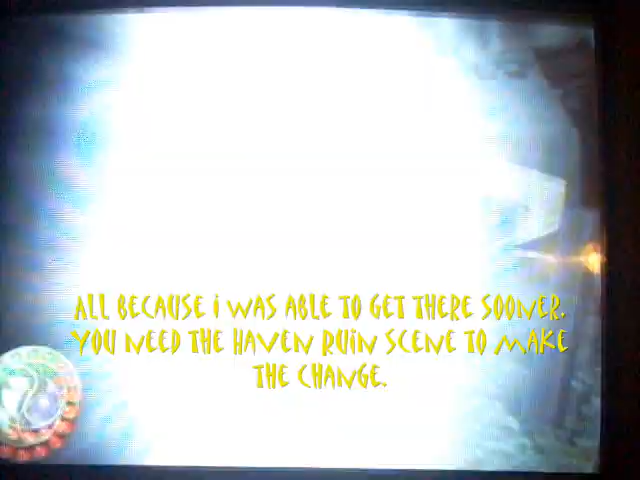 ALL BECAUSE I WAS ABLE TO GET THERE SOONER.
YOU NEED THE HAVEN RUIN SCENE TO MAKE
THE CHANGE.